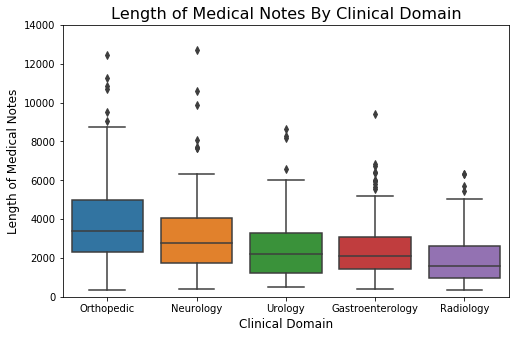 Length of Medical Notes By Clinical Domain
14000
12000
10000
8000
6000
4000
2000
0
Length of Medical Notes
Orthopedic Neurology Urology Gastroenterology Radiology
Clinical Domain